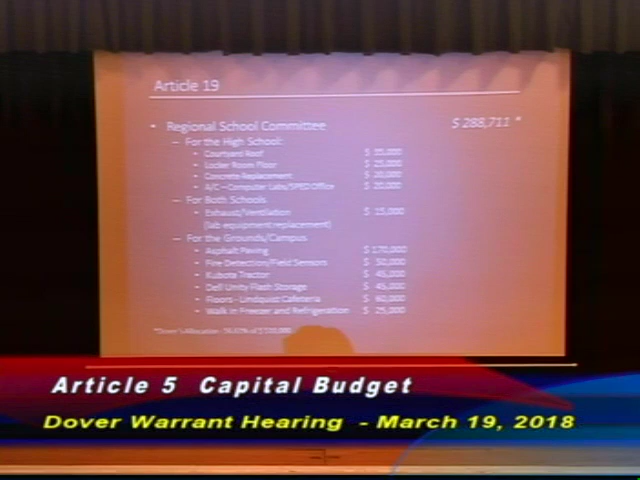 Article 19
• Regional School Committee $ 288,711 *
– For the High School:
• Courtyard Roof
• Locker Room Floor $ 25,000
• Concrete Replacement $ 20,000
• A/C – Computer Labs/SPED Office $ 20,000
– For Both Schools
• Exhaust/Ventilation $ 15,000
(lab equipment replacement)
– For the Grounds/Campus
• Asphalt Paving $ 170,000
• Fire Detection/Field Sensors $ 50,000
• Kubota Tractor $ 45,000
• Dell Unity Flash Storage $ 45,000
• Floors - Lindquist Cafeteria $ 60,000
• Walk in Freezer and Refrigeration $ 25,000
*Dover's Allocation
Article 5 Capital Budget
Dover Warrant Hearing - March 19, 2018